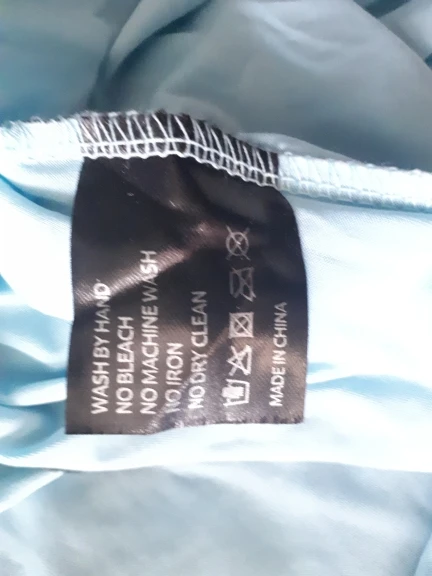 WASH BY HAND
NO BLEACH
NO MACHINE WASH
NO IRON
NO DRY CLEAN
MADE IN CHINA